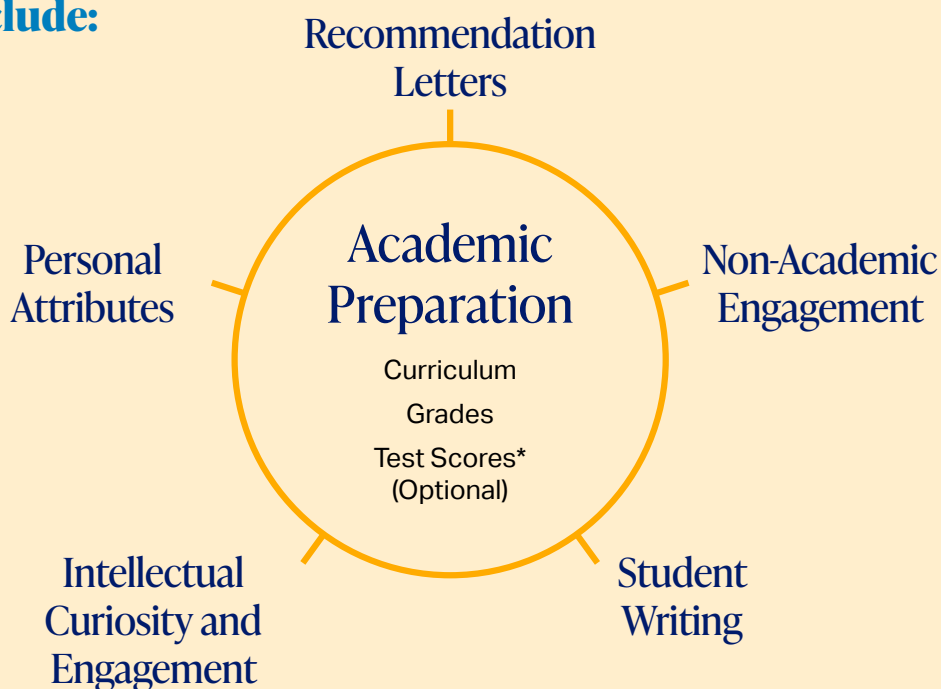 clude:
Recommendation
Letters
Personal
Attributes
Academic
Preparation
Curriculum
Grades
Test Scores*
(Optional)
Non-Academic
Engagement
Intellectual
Curiosity and
Engagement
Student
Writing